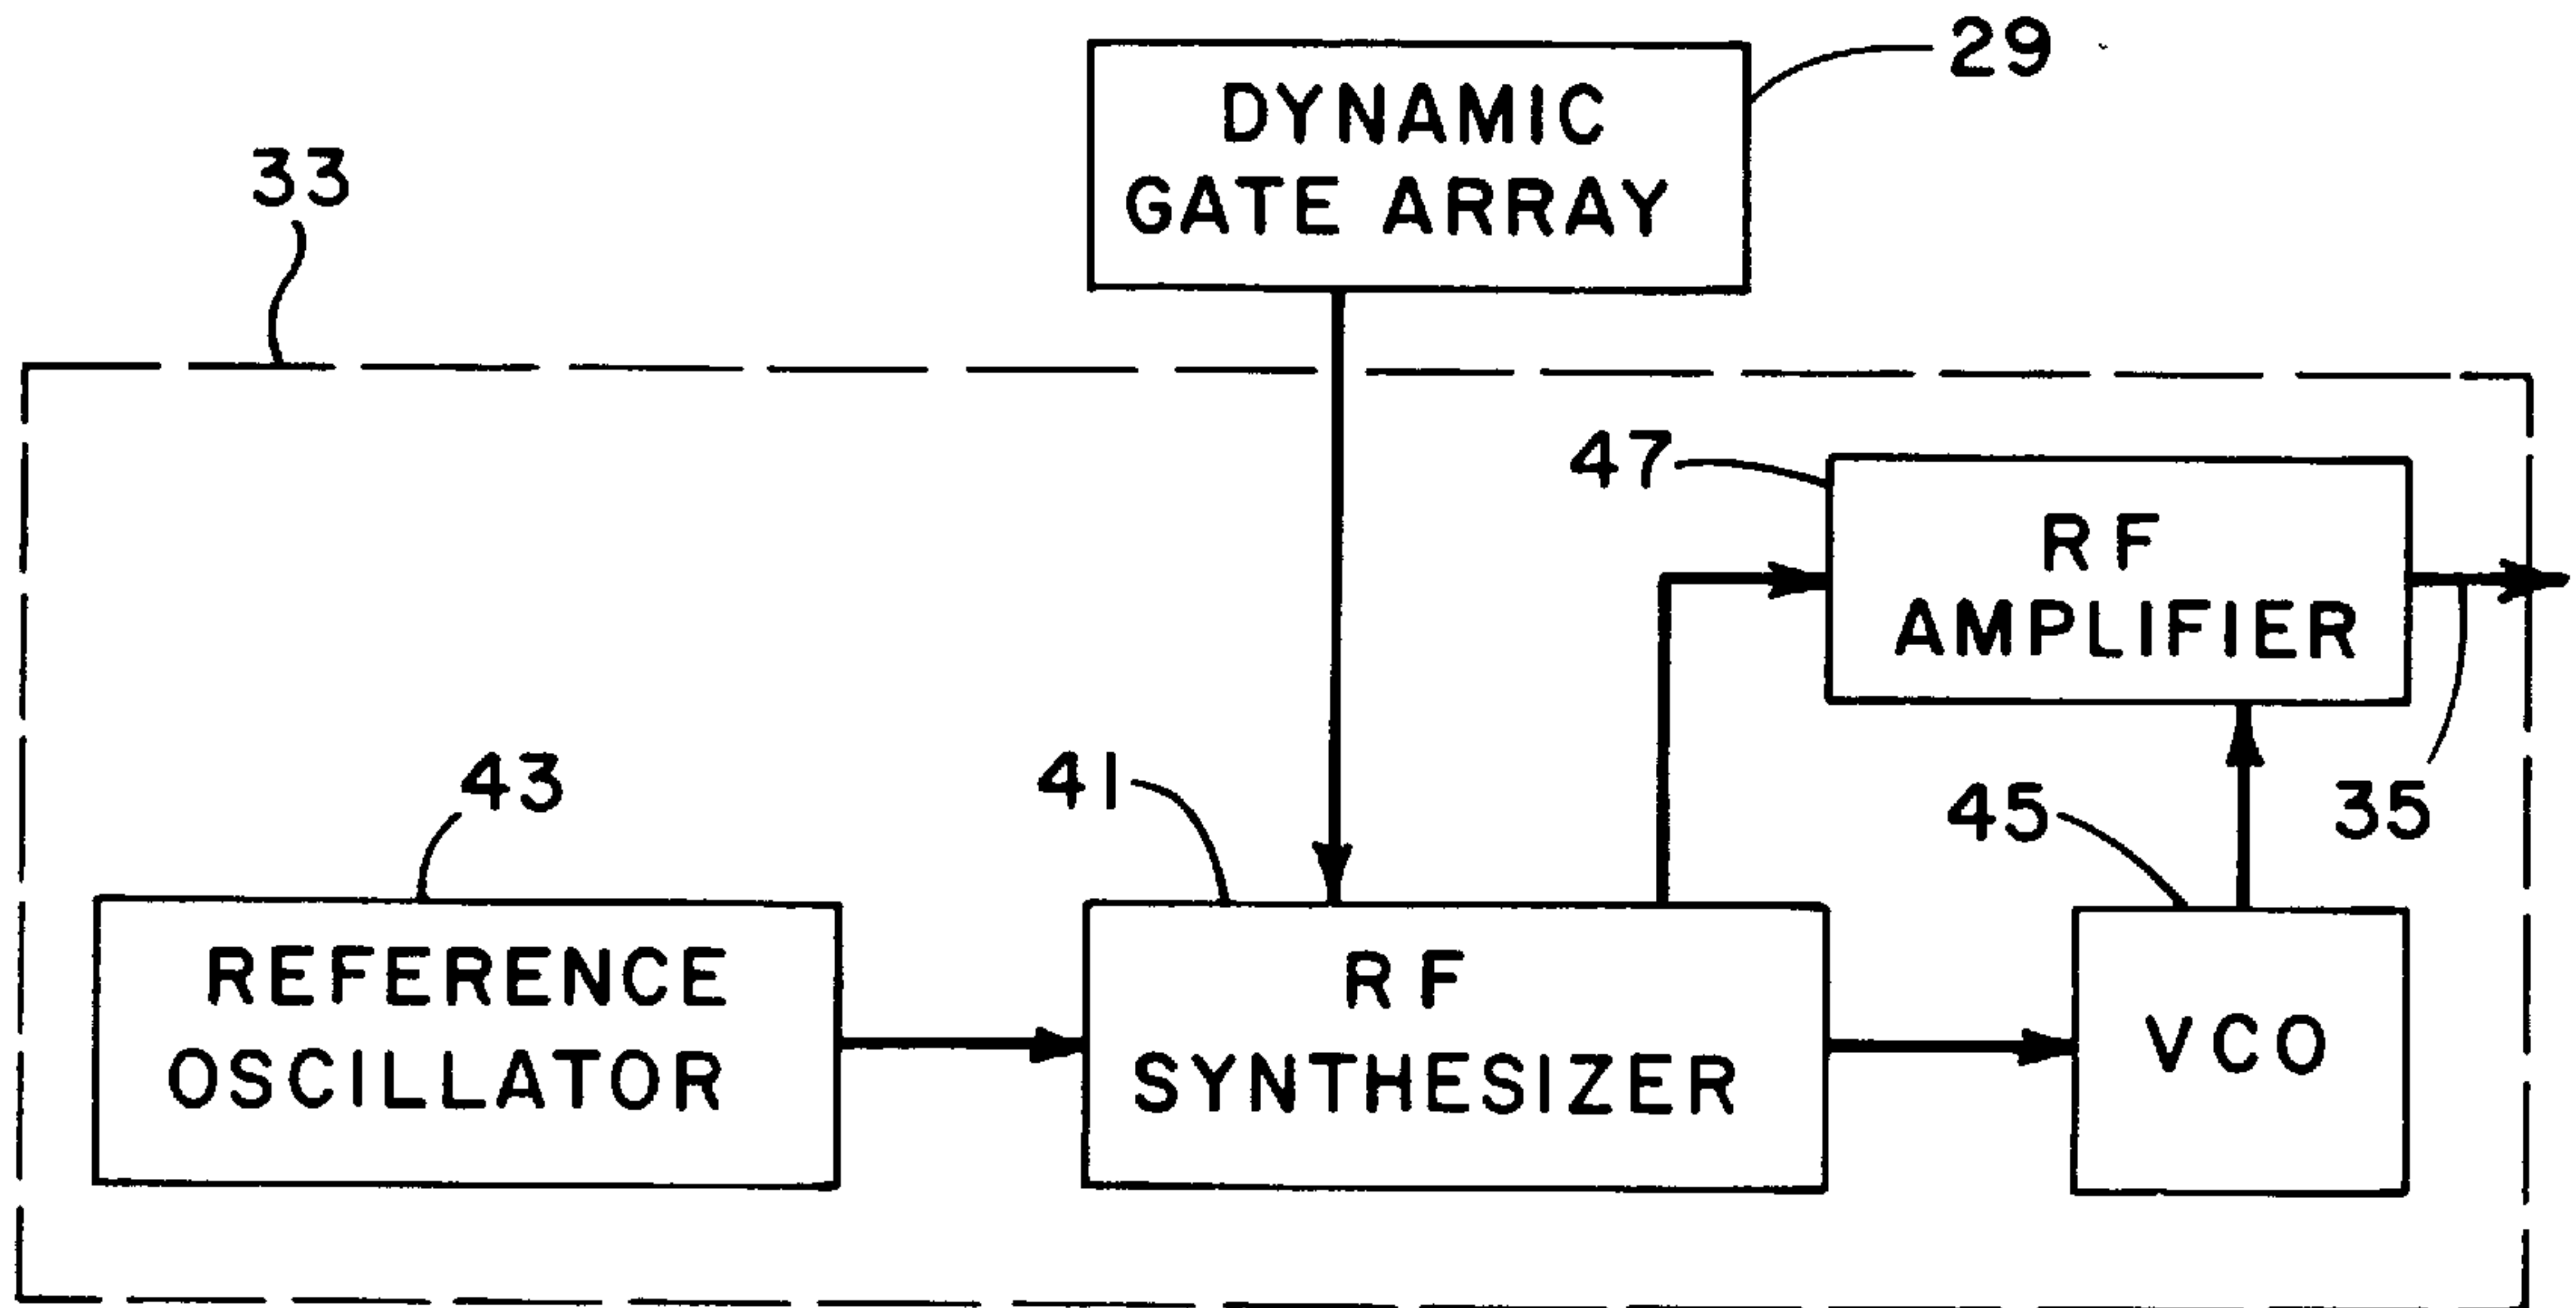 29
DYNAMIC
GATE ARRAY
33
47
RF
AMPLIFIER
43
41
45
35
REFERENCE
OSCILLATOR
RF
SYNTHESIZER
VCO